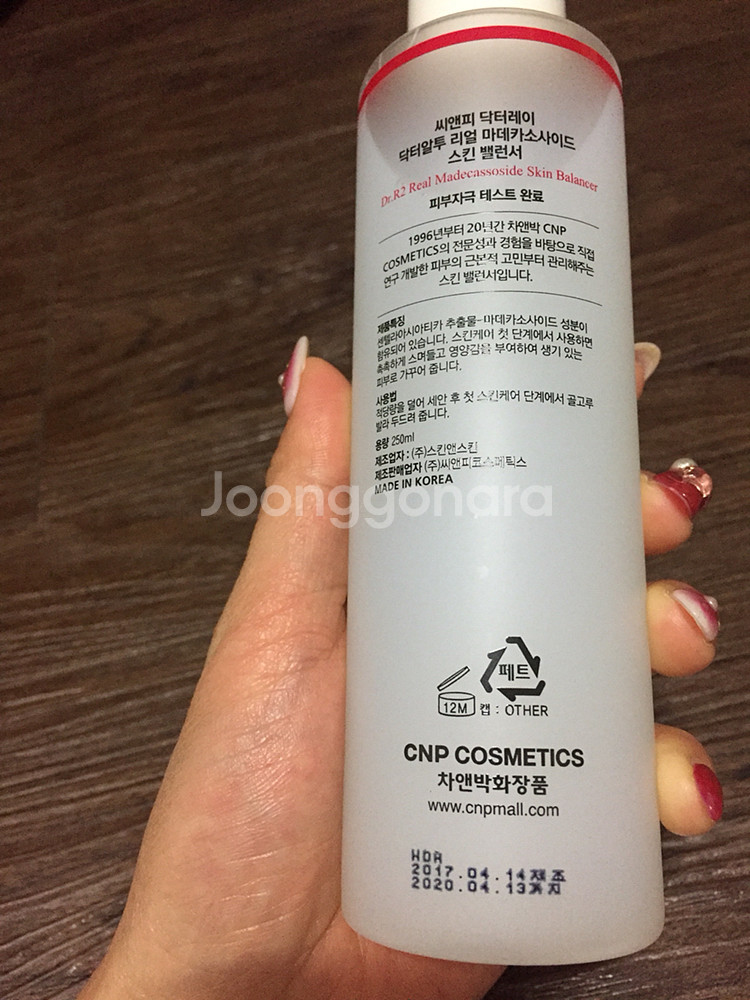 씨앤피 닥터레이
닥터알투 리얼 마데카소사이드
스킨 밸런서
Dr.R2 Real Madecassoside Skin Balancer
피부자극 테스트 완료
1996년부터 20년간 차앤박 CNP
COSMETICS의 전문성과 경험을 바탕으로 직접
연구 개발한 피부의 근본적 고민부터 관리해주는
스킨 밸런서입니다.
제품특징
센텔라아시아티카 추출물-마데카소사이드 성분이
함유되어 있습니다. 스킨케어 첫 단계에서 사용하면
촉촉하게 스며들고 영양감을 부여하여 생기 있는
피부로 가꾸어 줍니다.
사용법
적당량을 덜어 세안 후 첫 스킨케어 단계에서 골고루
발라 두드려 줍니다.
용량 250ml
제조업자 : (주)스킨앤스킨
제조판매업자 (주)씨앤피코스메틱스
MADE IN KOREA
Joonggonara
페트
12M 캡 : OTHER
CNP COSMETICS
차앤박화장품
www.cnpmall.com
HDA
2017.04.14제조
2020.04.13까지